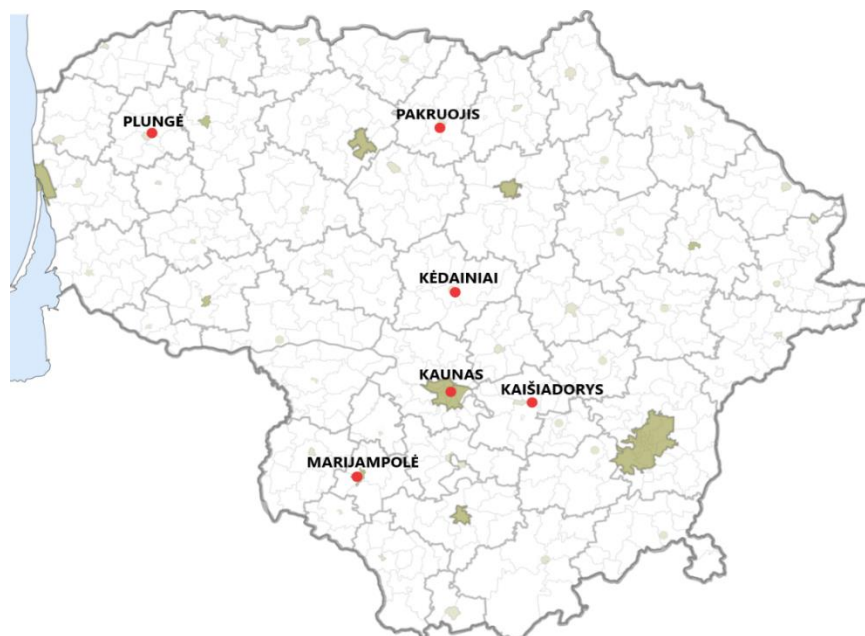 PLUNGĖ
PAKRUOJIS
KĖDAINIAI
KAUNAS
KAIŠIADORYS
MARIJAMPOLĖ